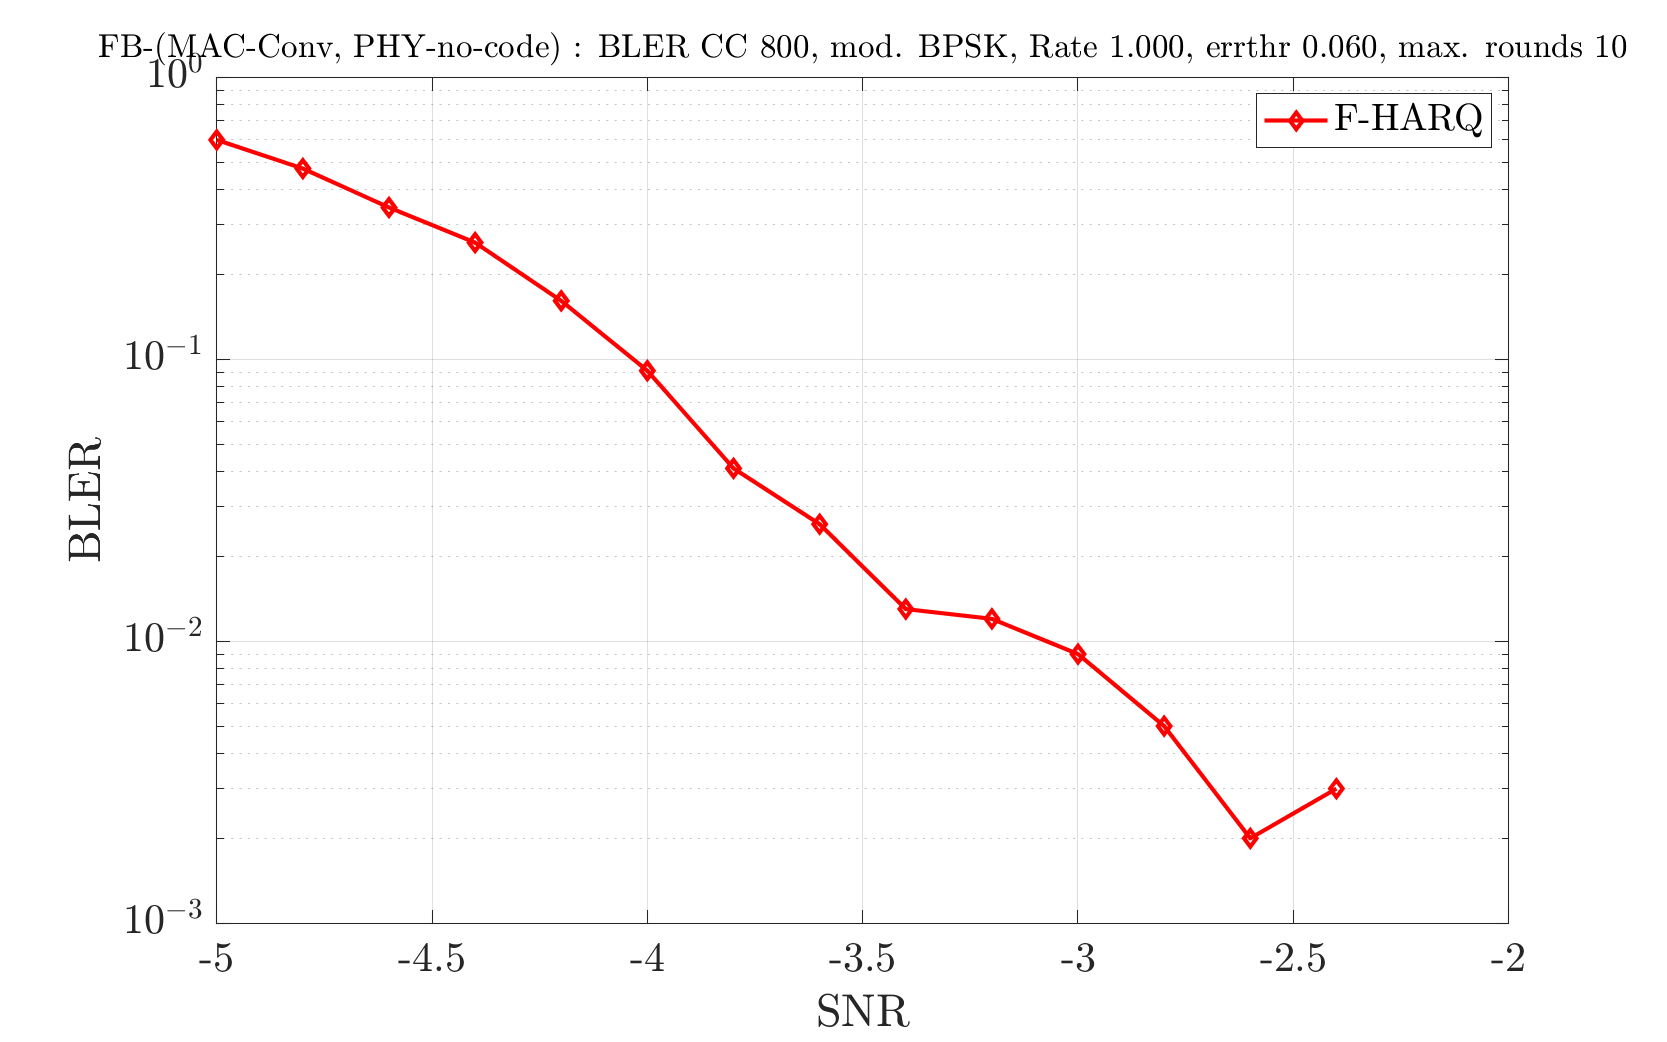 FB-(MAC-Conv, PHY-no-code) : BLER CC 800, mod. BPSK, Rate 1.000, errthr 0.060, max. rounds 10
F-HARQ
10⁰
10⁻¹
10⁻²
10⁻³
BLER
-5 -4.5 -4 -3.5 -3 -2.5 -2
SNR